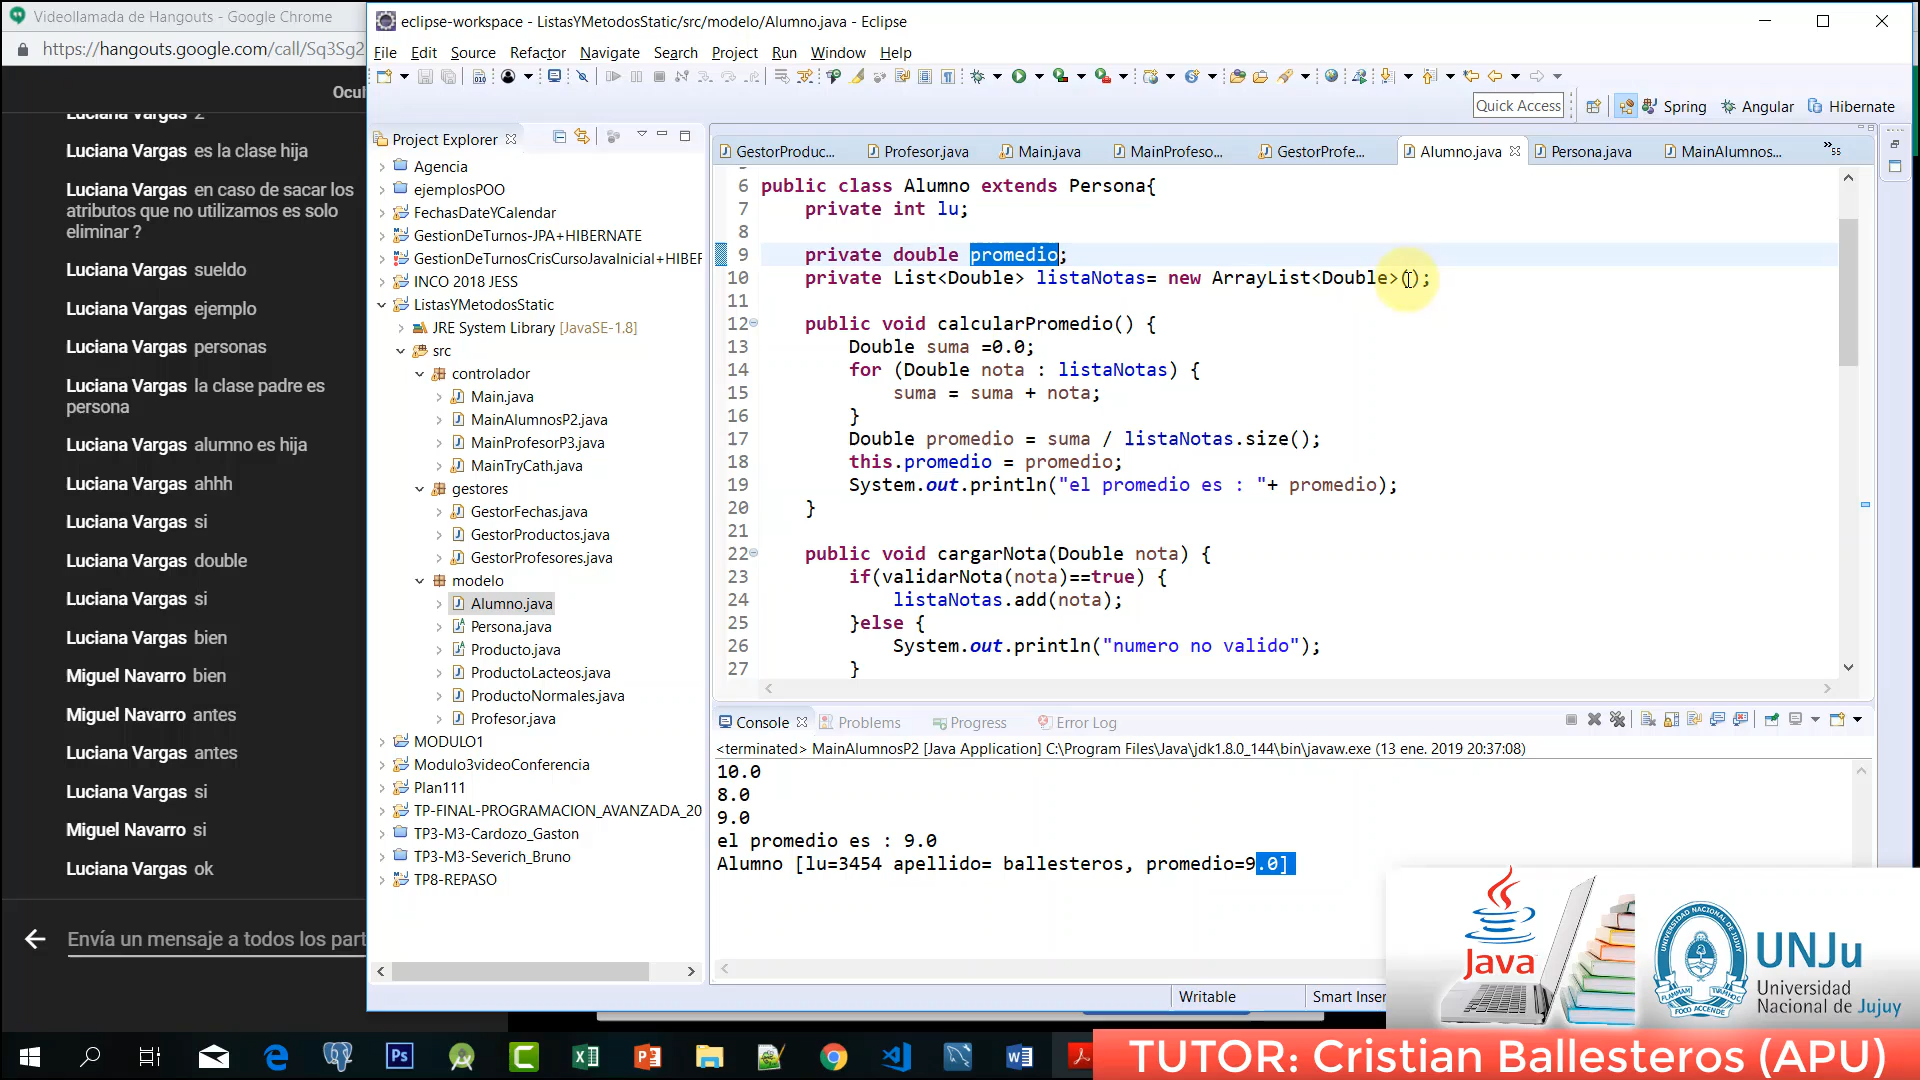 Videollamada de Hangouts - Google Chrome
https://hangouts.google.com/call/Sq3Sg2
Ocul
Luciana Vargas 2
Luciana Vargas es la clase hija
Luciana Vargas en caso de sacar los
atributos que no utilizamos es solo
eliminar ?
Luciana Vargas sueldo
Luciana Vargas ejemplo
Luciana Vargas personas
Luciana Vargas la clase padre es
persona
Luciana Vargas alumno es hija
Luciana Vargas ahhh
Luciana Vargas si
Luciana Vargas double
Luciana Vargas si
Luciana Vargas bien
Miguel Navarro bien
Miguel Navarro antes
Luciana Vargas antes
Luciana Vargas si
Miguel Navarro si
Luciana Vargas ok
Envía un mensaje a todos los part
eclipse-workspace - ListasYMetodosStatic/src/modelo/Alumno.java - Eclipse
File Edit Source Refactor Navigate Search Project Run Window Help
Quick Access Spring Angular Hibernate
Project Explorer
Agencia
ejemplosPOO
FechasDateYCalendar
GestionDeTurnos-JPA+HIBERNATE
GestionDeTurnosCrisCursoJavaInicial+HIBEF
INCO 2018 JESS
ListasYMetodosStatic
JRE System Library [JavaSE-1.8]
src
controlador
Main.java
MainAlumnosP2.java
MainProfesorP3.java
MainTryCath.java
gestores
GestorFechas.java
GestorProductos.java
GestorProfesores.java
modelo
Alumno.java
Persona.java
Producto.java
ProductoLacteos.java
ProductoNormales.java
Profesor.java
MODULO1
Modulo3videoConferencia
Plan111
TP-FINAL-PROGRAMACION_AVANZADA_20
TP3-M3-Cardozo_Gaston
TP3-M3-Severich_Bruno
TP8-REPASO
GestorProduc... Profesor.java Main.java MainProfeso... GestorProfe... Alumno.java Persona.java MainAlumnos... »55
6 public class Alumno extends Persona{
7 private int lu;
8
9 private double promedio;
10 private List<Double> listaNotas= new ArrayList<Double>();
11
12 public void calcularPromedio() {
13 Double suma =0.0;
14 for (Double nota : listaNotas) {
15 suma = suma + nota;
16 }
17 Double promedio = suma / listaNotas.size();
18 this.promedio = promedio;
19 System.out.println("el promedio es : "+ promedio);
20 }
21
22 public void cargarNota(Double nota) {
23 if(validarNota(nota)==true) {
24 listaNotas.add(nota);
25 }else {
26 System.out.println("numero no valido");
27 }
Console Problems Progress Error Log
<terminated> MainAlumnosP2 [Java Application] C:\Program Files\Java\jdk1.8.0_144\bin\javaw.exe (13 ene. 2019 20:37:08)
10.0
8.0
9.0
el promedio es : 9.0
Alumno [lu=3454 apellido= ballesteros, promedio=9.0]
Writable Smart Inser
Java
UNJu
Universidad
Nacional de Jujuy
TUTOR: Cristian Ballesteros (APU)